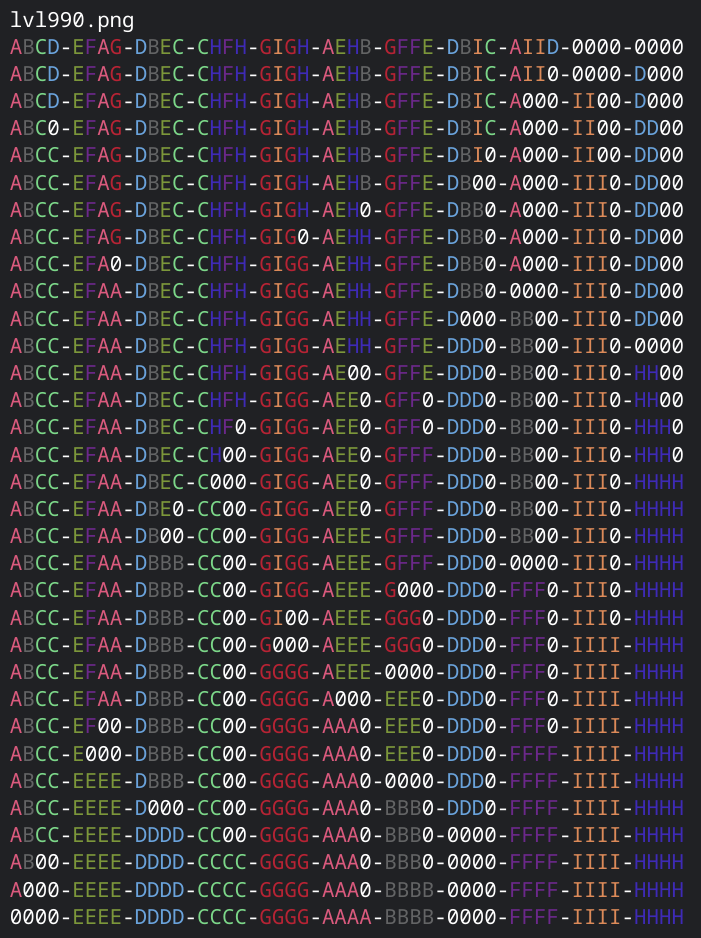 lvl990.png
ABCD-EFAG-DBEC-CHFH-GIGH-AEHB-GFFE-DBIC-AIID-0000-0000
ABCD-EFAG-DBEC-CHFH-GIGH-AEHB-GFFE-DBIC-AII0-0000-D000
ABCD-EFAG-DBEC-CHFH-GIGH-AEHB-GFFE-DBIC-A000-II00-D000
ABC0-EFAG-DBEC-CHFH-GIGH-AEHB-GFFE-DBIC-A000-II00-DD00
ABCC-EFAG-DBEC-CHFH-GIGH-AEHB-GFFE-DBI0-A000-II00-DD00
ABCC-EFAG-DBEC-CHFH-GIGH-AEHB-GFFE-DB00-A000-III0-DD00
ABCC-EFAG-DBEC-CHFH-GIGH-AEH0-GFFE-DBB0-A000-III0-DD00
ABCC-EFAG-DBEC-CHFH-GIG0-AEHH-GFFE-DBB0-A000-III0-DD00
ABCC-EFA0-DBEC-CHFH-GIGG-AEHH-GFFE-DBB0-A000-III0-DD00
ABCC-EFAA-DBEC-CHFH-GIGG-AEHH-GFFE-DBB0-0000-III0-DD00
ABCC-EFAA-DBEC-CHFH-GIGG-AEHH-GFFE-D000-BB00-III0-DD00
ABCC-EFAA-DBEC-CHFH-GIGG-AEHH-GFFE-DDD0-BB00-III0-0000
ABCC-EFAA-DBEC-CHFH-GIGG-AE00-GFFE-DDD0-BB00-III0-HH00
ABCC-EFAA-DBEC-CHFH-GIGG-AEE0-GFF0-DDD0-BB00-III0-HH00
ABCC-EFAA-DBEC-CHF0-GIGG-AEE0-GFF0-DDD0-BB00-III0-HHH0
ABCC-EFAA-DBEC-CH00-GIGG-AEE0-GFFF-DDD0-BB00-III0-HHH0
ABCC-EFAA-DBEC-C000-GIGG-AEE0-GFFF-DDD0-BB00-III0-HHHH
ABCC-EFAA-DBE0-CC00-GIGG-AEE0-GFFF-DDD0-BB00-III0-HHHH
ABCC-EFAA-DB00-CC00-GIGG-AEEE-GFFF-DDD0-BB00-III0-HHHH
ABCC-EFAA-DBBB-CC00-GIGG-AEEE-GFFF-DDD0-0000-III0-HHHH
ABCC-EFAA-DBBB-CC00-GIGG-AEEE-G000-DDD0-FFF0-III0-HHHH
ABCC-EFAA-DBBB-CC00-GI00-AEEE-GGG0-DDD0-FFF0-III0-HHHH
ABCC-EFAA-DBBB-CC00-G000-AEEE-GGG0-DDD0-FFF0-IIII-HHHH
ABCC-EFAA-DBBB-CC00-GGGG-AEEE-0000-DDD0-FFF0-IIII-HHHH
ABCC-EFAA-DBBB-CC00-GGGG-A000-EEE0-DDD0-FFF0-IIII-HHHH
ABCC-EF00-DBBB-CC00-GGGG-AAA0-EEE0-DDD0-FFF0-IIII-HHHH
ABCC-E000-DBBB-CC00-GGGG-AAA0-EEE0-DDD0-FFFF-IIII-HHHH
ABCC-EEEE-DBBB-CC00-GGGG-AAA0-0000-DDD0-FFFF-IIII-HHHH
ABCC-EEEE-D000-CC00-GGGG-AAA0-BBB0-DDD0-FFFF-IIII-HHHH
ABCC-EEEE-DDDD-CC00-GGGG-AAA0-BBB0-0000-FFFF-IIII-HHHH
AB00-EEEE-DDDD-CCCC-GGGG-AAA0-BBB0-0000-FFFF-IIII-HHHH
A000-EEEE-DDDD-CCCC-GGGG-AAA0-BBBB-0000-FFFF-IIII-HHHH
0000-EEEE-DDDD-CCCC-GGGG-AAAA-BBBB-0000-FFFF-IIII-HHHH